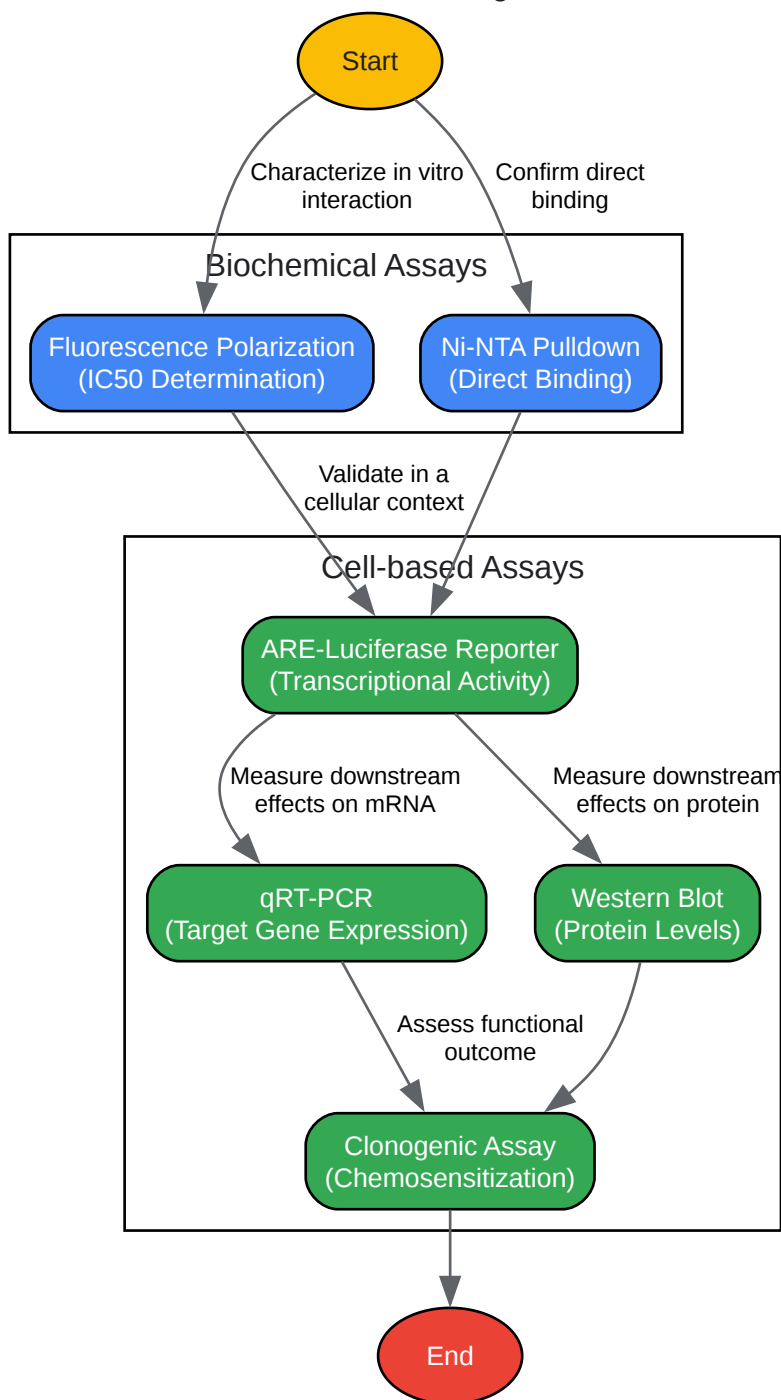 Start
Characterize in vitro
interaction
Confirm direct
binding
Biochemical Assays
Fluorescence Polarization
(IC50 Determination)
Ni-NTA Pulldown
(Direct Binding)
Validate in a
cellular context
Cell-based Assays
ARE-Luciferase Reporter
(Transcriptional Activity)
Measure downstream
effects on mRNA
Measure downstream
effects on protein
qRT-PCR
(Target Gene Expression)
Western Blot
(Protein Levels)
Assess functional
outcome
Clonogenic Assay
(Chemosensitization)
End